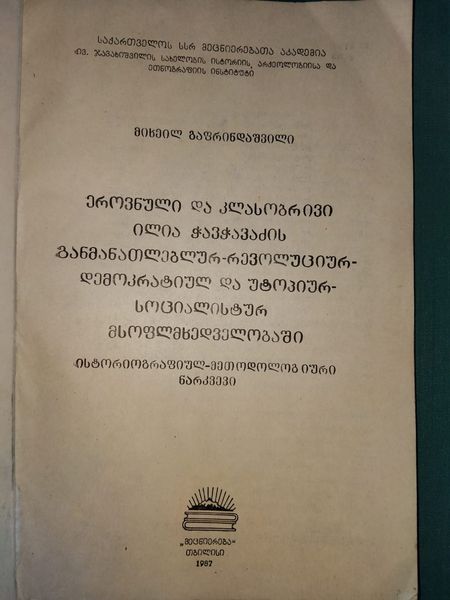 საქართველოს სსრ მეცნიერებათა აკადემია
ივ. ჯავახიშვილის სახელობის ისტორიის, არქეოლოგიისა და
ეთნოგრაფიის ინსტიტუტი
მიხეილ გაფრინდაშვილი
ეროვნული და კლასობრივი
ილია ჭავჭავაძის
განმანათლებლურ-რევოლუციურ-
დემოკრატიულ და უტოპიურ-
სოციალისტურ
მსოფლმხედველობაში
ისტორიოგრაფიულ-მეთოდოლოგიური
ნარკვევი
„მეცნიერება“
თბილისი
1987